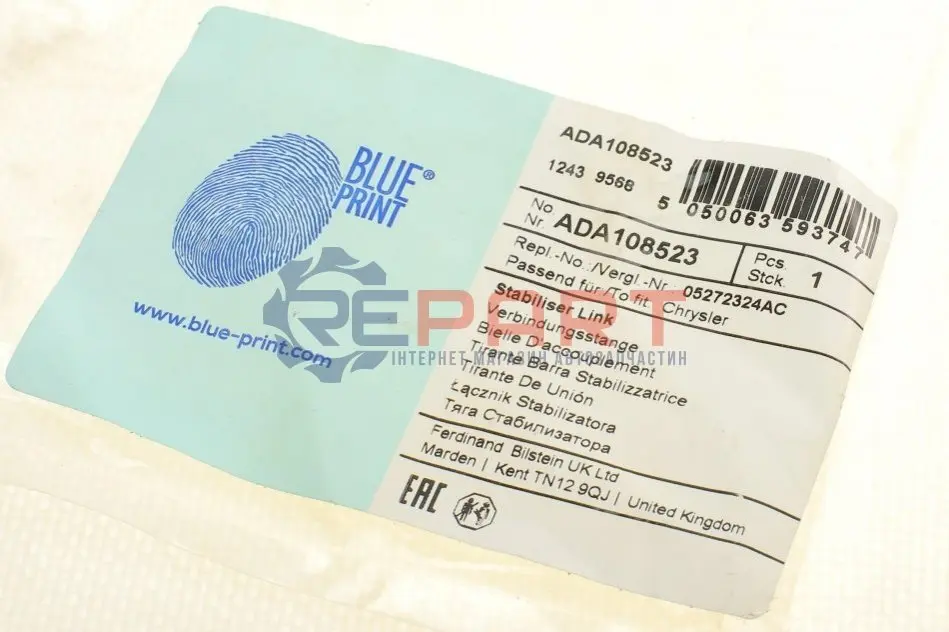 BLUE PRINT®
www.blue-print.com
ADA108523
1243 9568
5 050063 593747
No. Nr. ADA108523
Pcs. Stck. 1
Repl.-No.:/Vergl.-Nr.: 05272324AC
Passend für:/To fit: Chrysler
Stabiliser Link
Verbindungsstange
Bielle D'accouplement
Tirante Barra Stabilizzatrice
Tirante De Unión
Łącznik Stabilizatora
Тяга Стабилизатора
Ferdinand Bilstein UK Ltd
Marden | Kent TN12 9QJ | United Kingdom
EAC
REPART
ІНТЕРНЕТ МАГАЗИН АВТОЗАПЧАСТИН